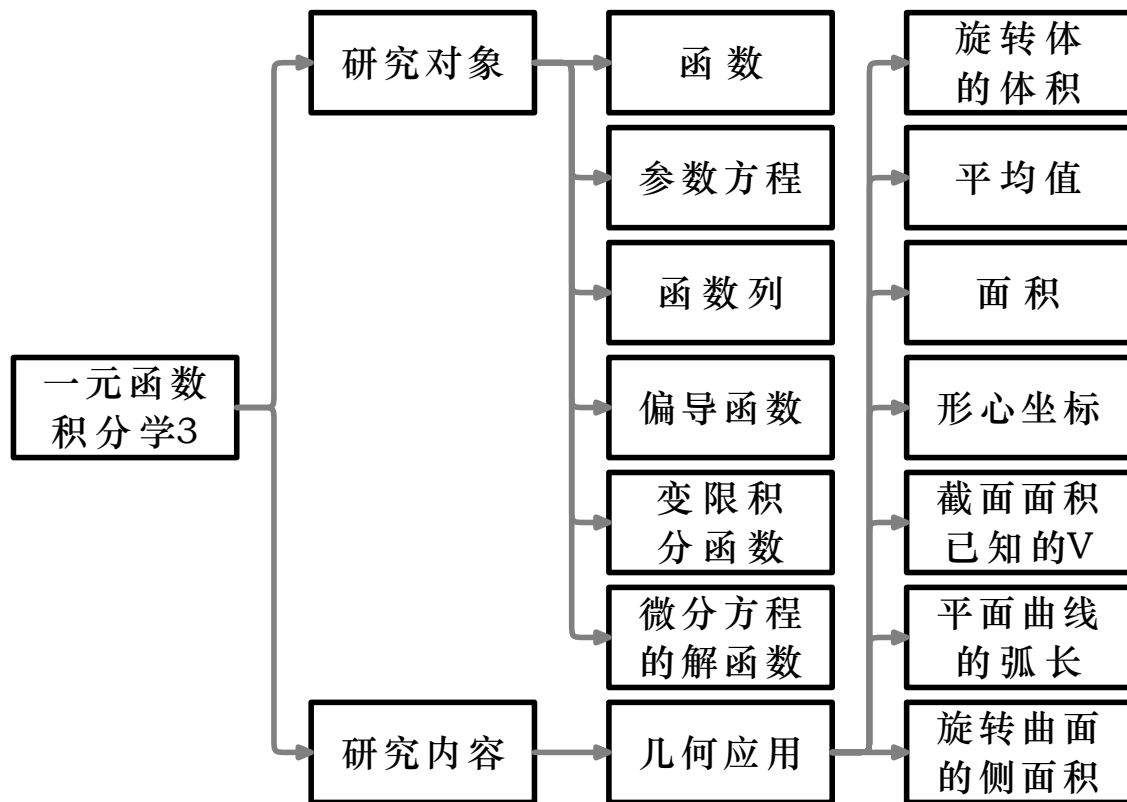 一元函数
积分学3
研究对象
研究内容
函数
参数方程
函数列
偏导函数
变限积
分函数
微分方程
的解函数
几何应用
旋转体
的体积
平均值
面积
形心坐标
截面面积
已知的V
平面曲线
的弧长
旋转曲面
的侧面积